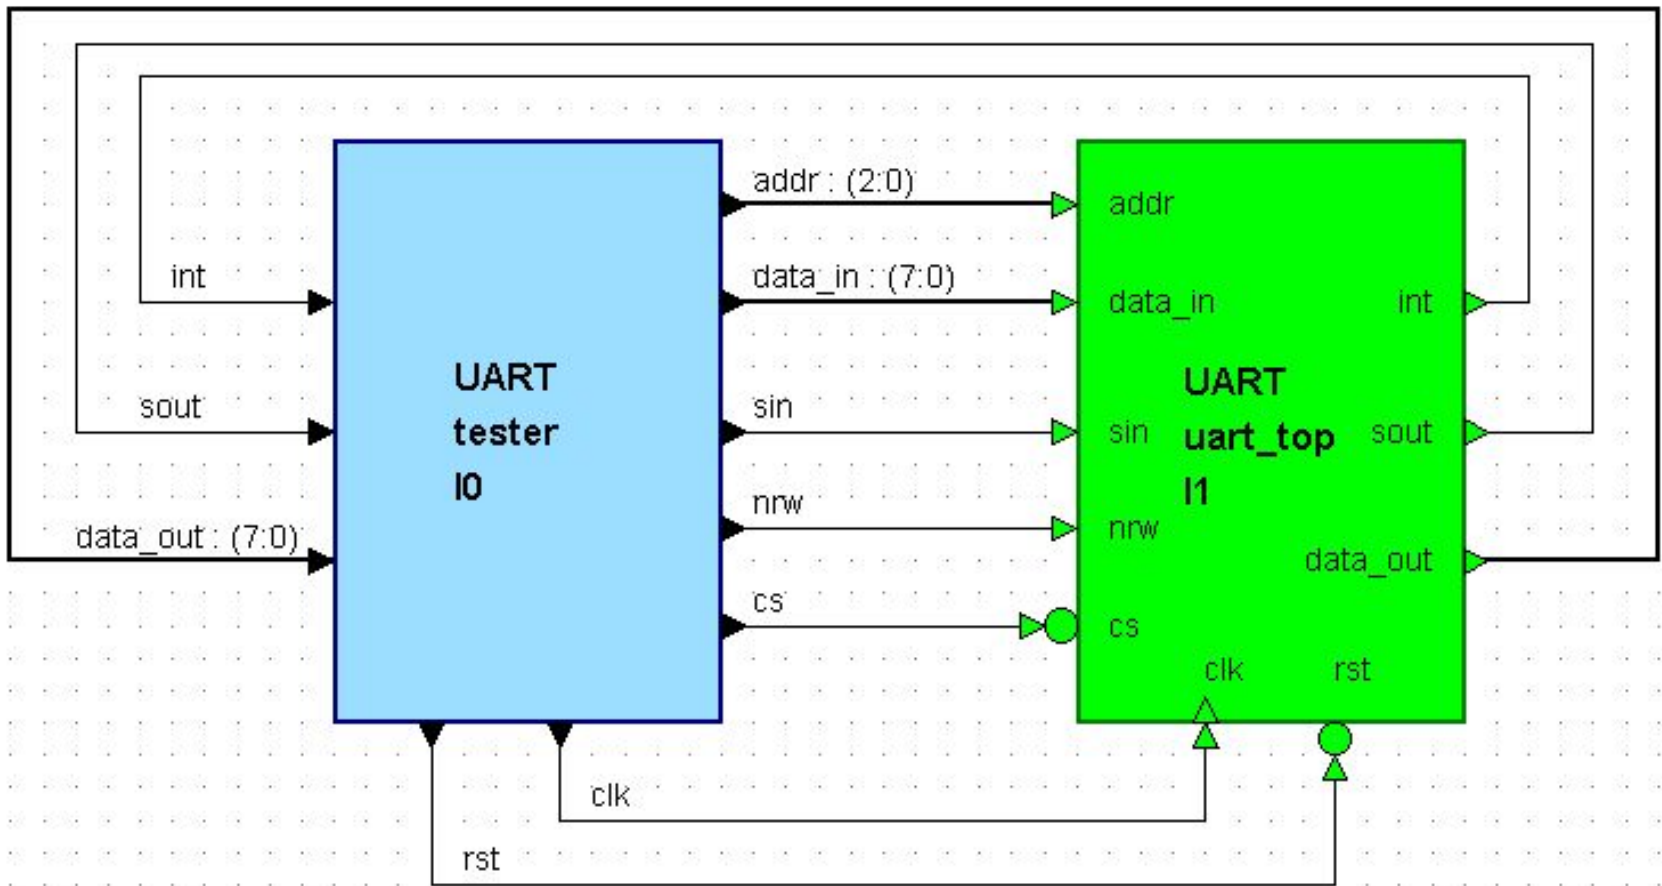 addr : (2:0)
addr
int
data_in : (7:0)
data_in
int
UART
tester
I0
UART
uart_top
I1
sout
sin
sin
sout
nrw
nrw
data_out : (7:0)
data_out
cs
cs
clk
rst
clk
rst